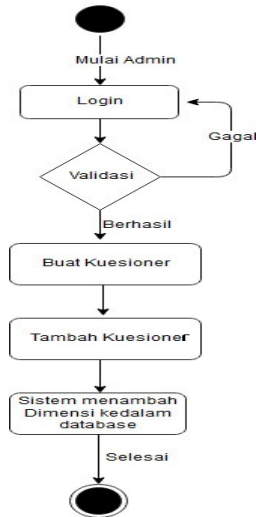 Mulai Admin
Login
Gagal
Validasi
Berhasil
Buat Kuesioner
Tambah Kuesioner
Sistem menambah
Dimensi kedalam
database
Selesai